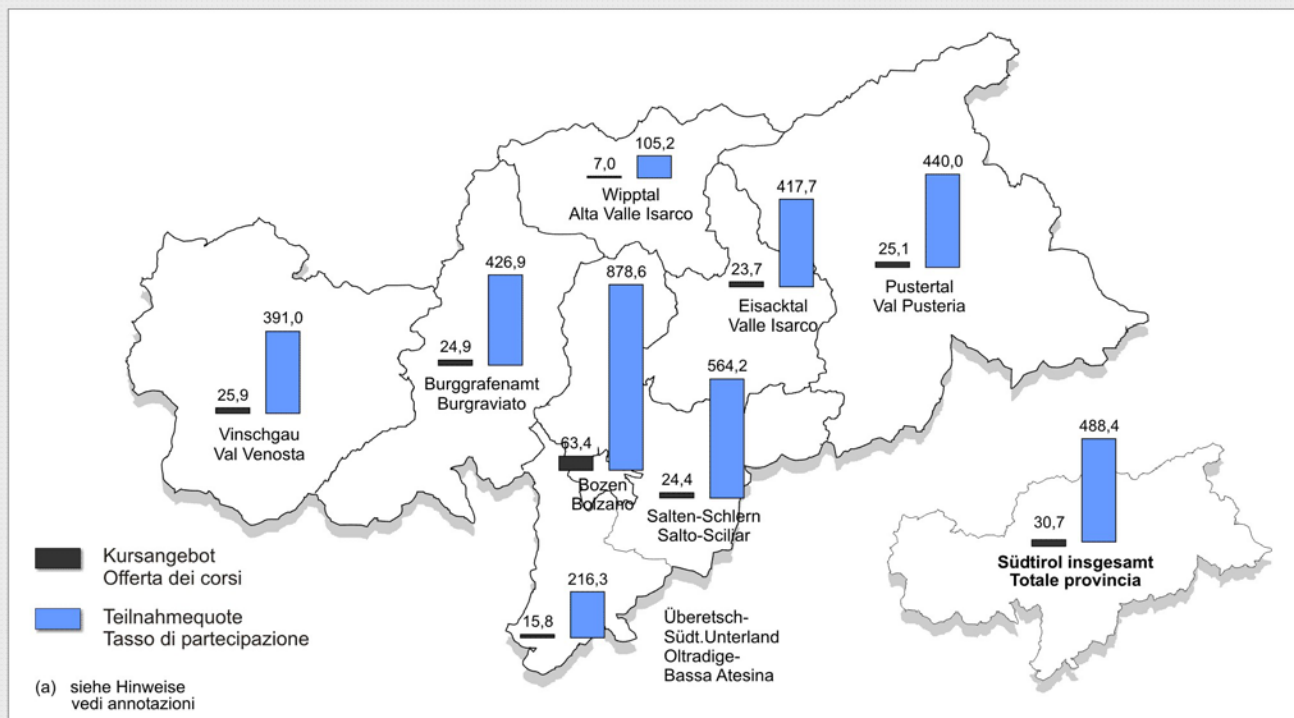 105,2
7,0
Wipptal
Alta Valle Isarco
440,0
25,1
Pustertal
Val Pusteria
417,7
23,7
Eisacktal
Valle Isarco
426,9
24,9
Burggrafenamt
Burgraviato
878,6
63,4
Bozen
Bolzano
391,0
25,9
Vinschgau
Val Venosta
564,2
24,4
Salten-Schlern
Salto-Sciliar
488,4
30,7
Südtirol insgesamt
Totale provincia
216,3
15,8
Überetsch-
Südt.Unterland
Oltradige-
Bassa Atesina
Kursangebot
Offerta dei corsi
Teilnahmequote
Tasso di partecipazione
(a) siehe Hinweise
vedi annotazioni